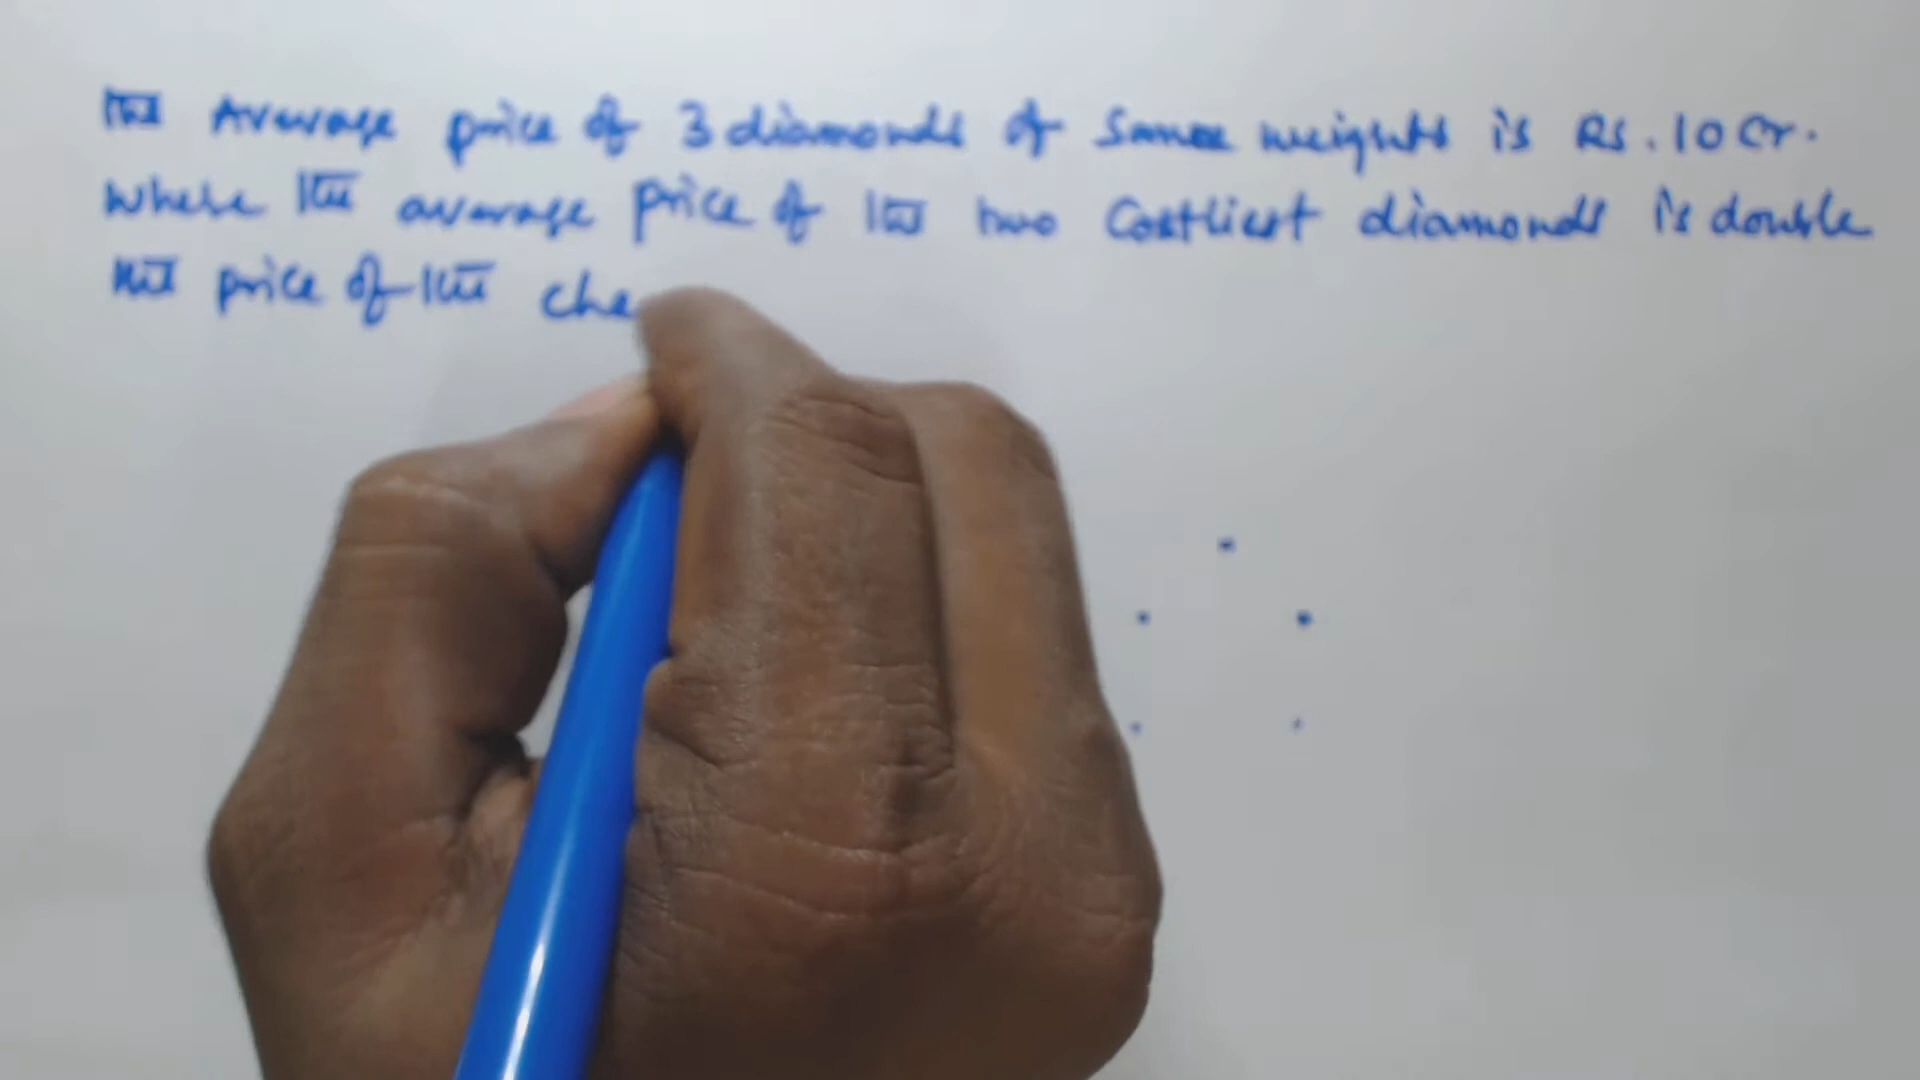 The Average price of 3 diamonds of Same weights is Rs. 10 Cr.
Where the average price of the two Costliest diamonds is double
the price of the che